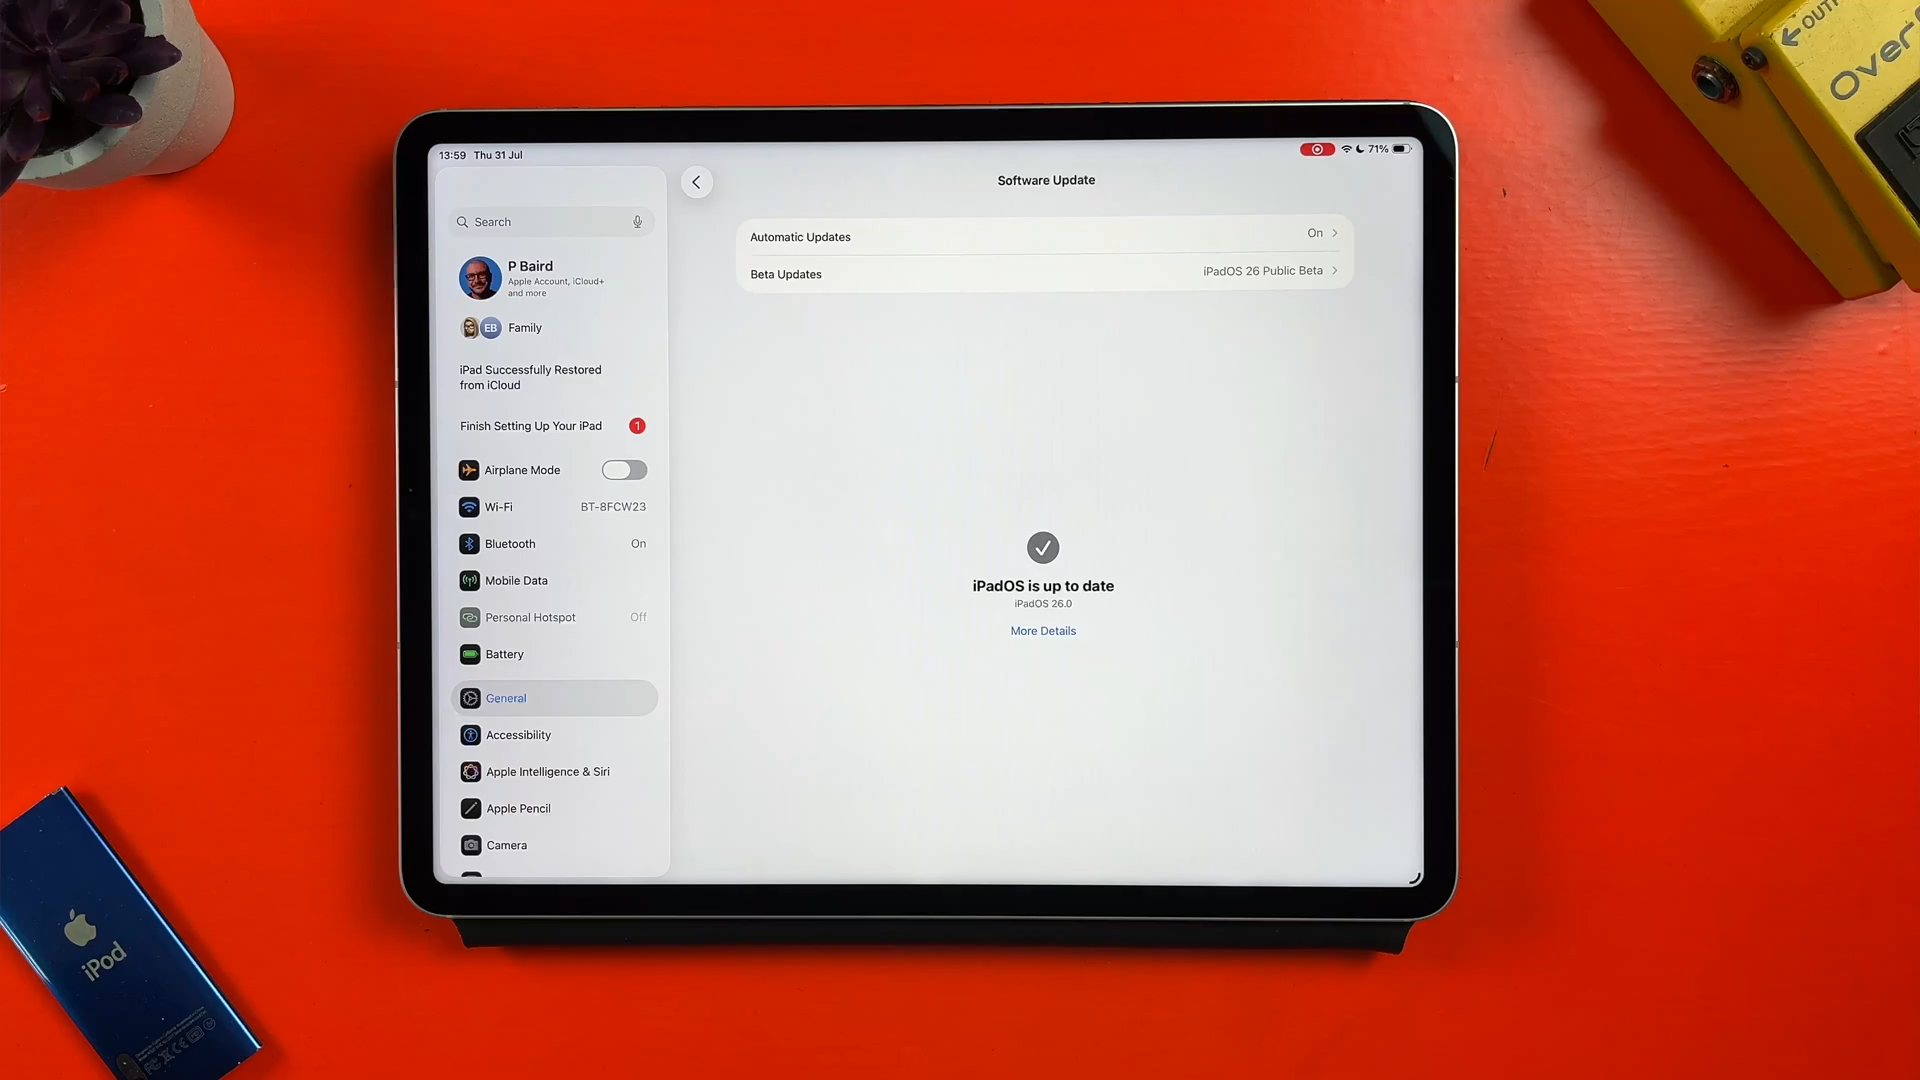 ← OUTP
Over
13:59 Thu 31 Jul
71%
Search
P Baird
Apple Account, iCloud+
and more
EB Family
iPad Successfully Restored
from iCloud
Finish Setting Up Your iPad 1
Airplane Mode
Wi-Fi BT-8FCW23
Bluetooth On
Mobile Data
Personal Hotspot Off
Battery
General
Accessibility
Apple Intelligence & Siri
Apple Pencil
Camera
Software Update
Automatic Updates On
Beta Updates iPadOS 26 Public Beta
iPadOS is up to date
iPadOS 26.0
More Details
iPod